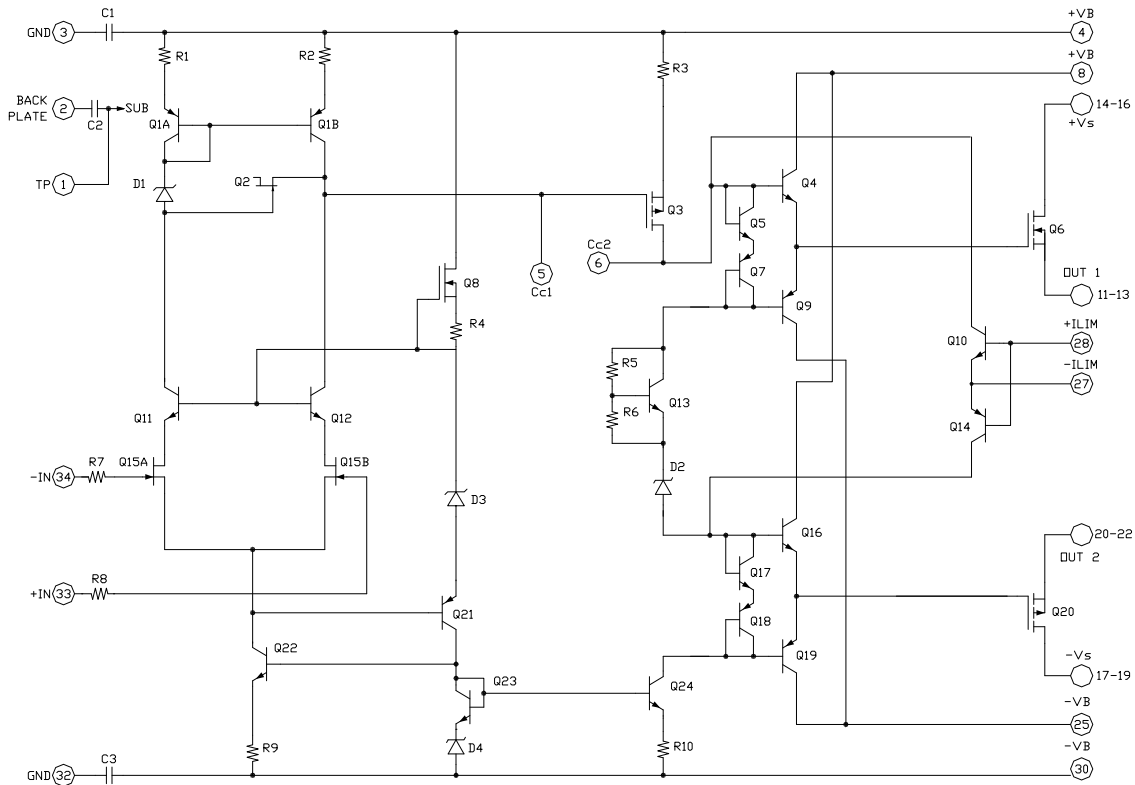 C1
+VB
GND 3
4
R1
R2
+VB
R3
8
BACK
PLATE
2
SUB
14-16
+Vs
C2
Q1A
Q1B
TP 1
D1
Q2
Q4
Q3
Q5
Q6
Cc2
6
5
Cc1
Q7
OUT 1
Q8
11-13
Q9
R4
+ILIM
28
Q10
-ILIM
27
R5
Q13
R6
Q11
Q12
Q14
Q15A
Q15B
R7
-IN 34
D2
D3
Q16
20-22
OUT 2
Q17
R8
+IN 33
Q21
Q18
Q20
Q22
Q19
-Vs
17-19
Q23
Q24
-VB
25
R9
D4
R10
-VB
C3
30
GND 32